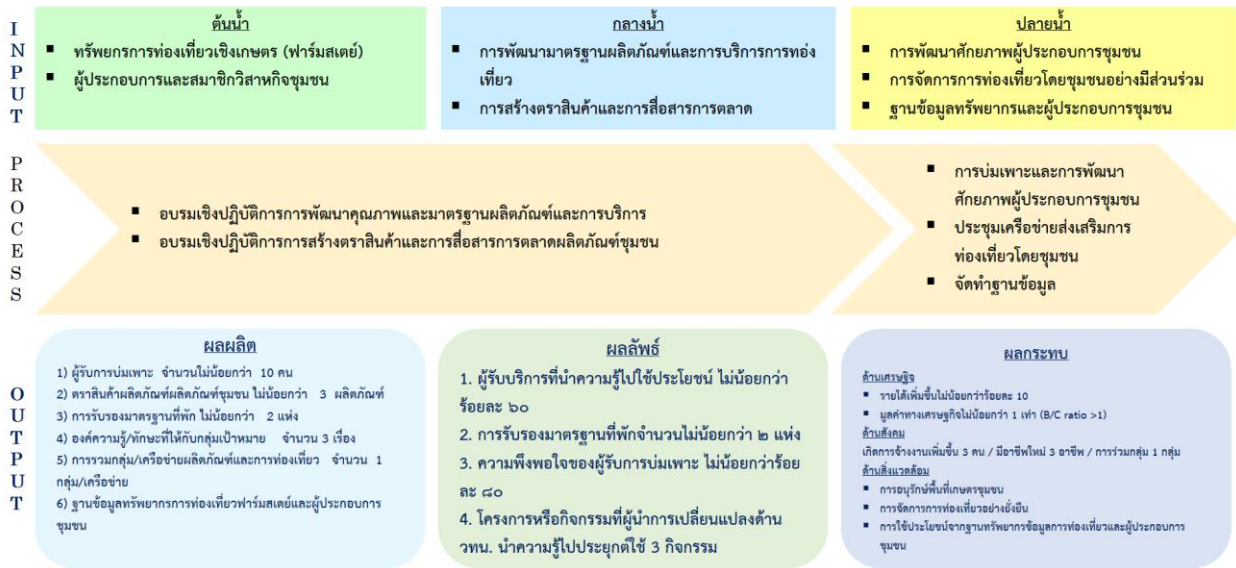 INPUT
ต้นน้ำ
▪ ทรัพยกรการท่องเที่ยวเชิงเกษตร (ฟาร์มสเตย์)
▪ ผู้ประกอบการและสมาชิกวิสาหกิจชุมชน
กลางน้ำ
▪ การพัฒนามาตรฐานผลิตภัณฑ์และการบริการการทอ่ง
เที่ยว
▪ การสร้างตราสินค้าและการสื่อสารการตลาด
ปลายน้ำ
▪ การพัฒนาศักยภาพผู้ประกอบการชุมชน
▪ การจัดการการท่องเที่ยวโดยชุมชนอย่างมีส่วนร่วม
▪ ฐานข้อมูลทรัพยากรและผู้ประกอบการชุมชน
PROCESS
▪ อบรมเชิงปฏิบัติการการพัฒนาคุณภาพและมาตรฐานผลิตภัณฑ์และการบริการ
▪ อบรมเชิงปฏิบัติการการสร้างตราสินค้าและการสื่อสารการตลาดผลิตภัณฑ์ชุมชน
▪ การบ่มเพาะและการพัฒนา
ศักยภาพผู้ประกอบการชุมชน
▪ ประชุมเครือข่ายส่งเสริมการ
ท่องเที่ยวโดยชุมชน
▪ จัดทำฐานข้อมูล
OUTPUT
ผลผลิต
1) ผู้รับการบ่มเพาะ จำนวนไม่น้อยกว่า 10 คน
2) ตราสินค้าผลิตภัณฑ์ผลิตภัณฑ์ชุมชน ไม่น้อยกว่า 3 ผลิตภัณฑ์
3) การรับรองมาตรฐานที่พัก ไม่น้อยกว่า 2 แห่ง
4) องค์ความรู้/ทักษะที่ให้กับกลุ่มเป้าหมาย จำนวน 3 เรื่อง
5) การรวมกลุ่ม/เครือข่ายผลิตภัณฑ์และการท่องเที่ยว จำนวน 1
กลุ่ม/เครือข่าย
6) ฐานข้อมูลทรัพยากรการท่องเที่ยวฟาร์มสเตย์และผู้ประกอบการ
ชุมชน
ผลลัพธ์
1. ผู้รับบริการที่นำความรู้ไปใช้ประโยชน์ ไม่น้อยกว่า
ร้อยละ ๖๐
2. การรับรองมาตรฐานที่พักจำนวนไม่น้อยกว่า ๒ แห่ง
3. ความพึงพอใจของผู้รับการบ่มเพาะ ไม่น้อยกว่าร้อย
ละ ๘๐
4. โครงการหรือกิจกรรมที่ผู้นำการเปลี่ยนแปลงด้าน
วทน. นำความรู้ไปประยุกต์ใช้ 3 กิจกรรม
ผลกระทบ
ด้านเศรษฐกิจ
▪ รายได้เพิ่มขึ้นไม่น้อยกว่าร้อยละ 10
▪ มูลค่าทางเศรษฐกิจไม่น้อยกว่า 1 เท่า (B/C ratio >1)
ด้านสังคม
เกิดการจ้างงานเพิ่มขึ้น 3 คน / มีอาชีพใหม่ 3 อาชีพ / การร่วมกลุ่ม 1 กลุ่ม
ด้านสิ่งแวดล้อม
▪ การอนุรักษ์พื้นที่เกษตรชุมชน
▪ การจัดการการท่องเที่ยวอย่างยั่งยืน
▪ การใช้ประโยชน์จากฐานทรัพยากรข้อมูลการท่องเที่ยวและผู้ประกอบการ
ชุมชน